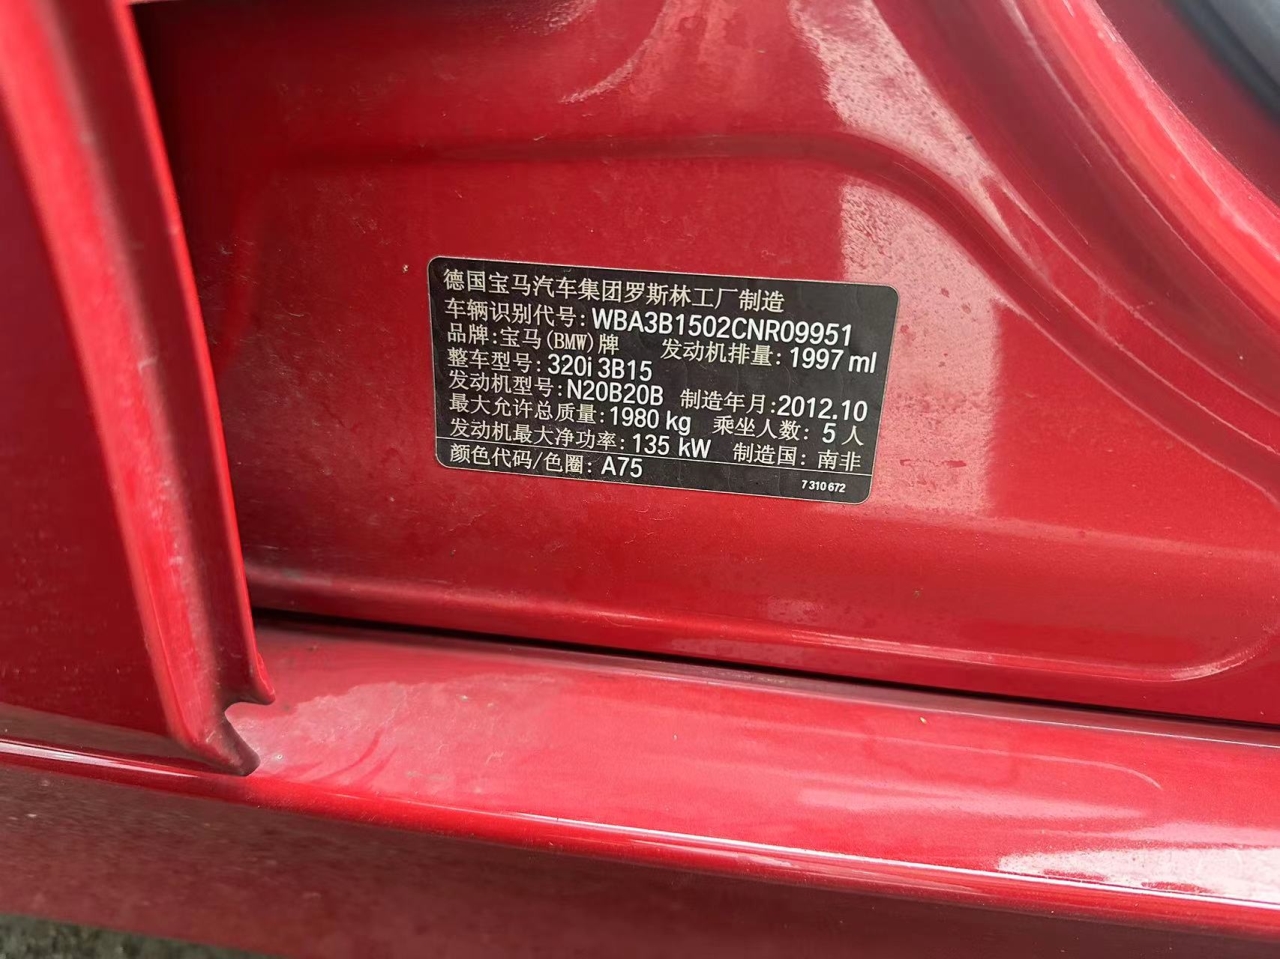 德国宝马汽车集团罗斯林工厂制造
车辆识别代号: WBA3B1502CNR09951
品牌: 宝马(BMW)牌 发动机排量: 1997 ml
整车型号: 320i 3B15
发动机型号: N20B20B 制造年月: 2012.10
最大允许总质量: 1980 kg 乘坐人数: 5 人
发动机最大净功率: 135 kW 制造国: 南非
颜色代码/色圈: A75
7 310 672